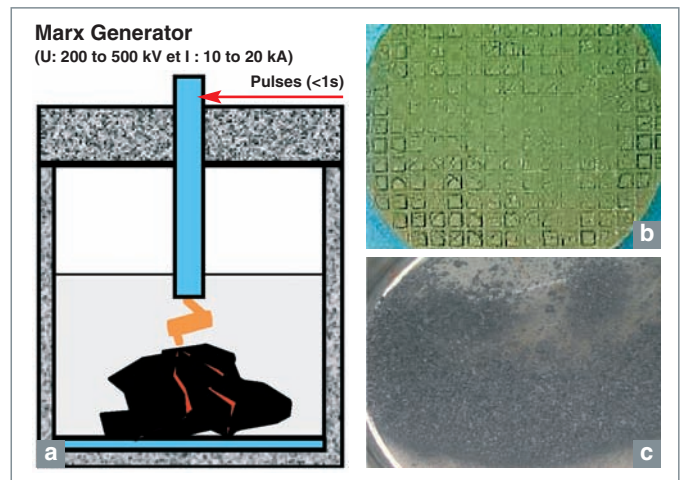 Marx Generator
(U: 200 to 500 kV et I : 10 to 20 kA)
Pulses (<1s)
a
b
c